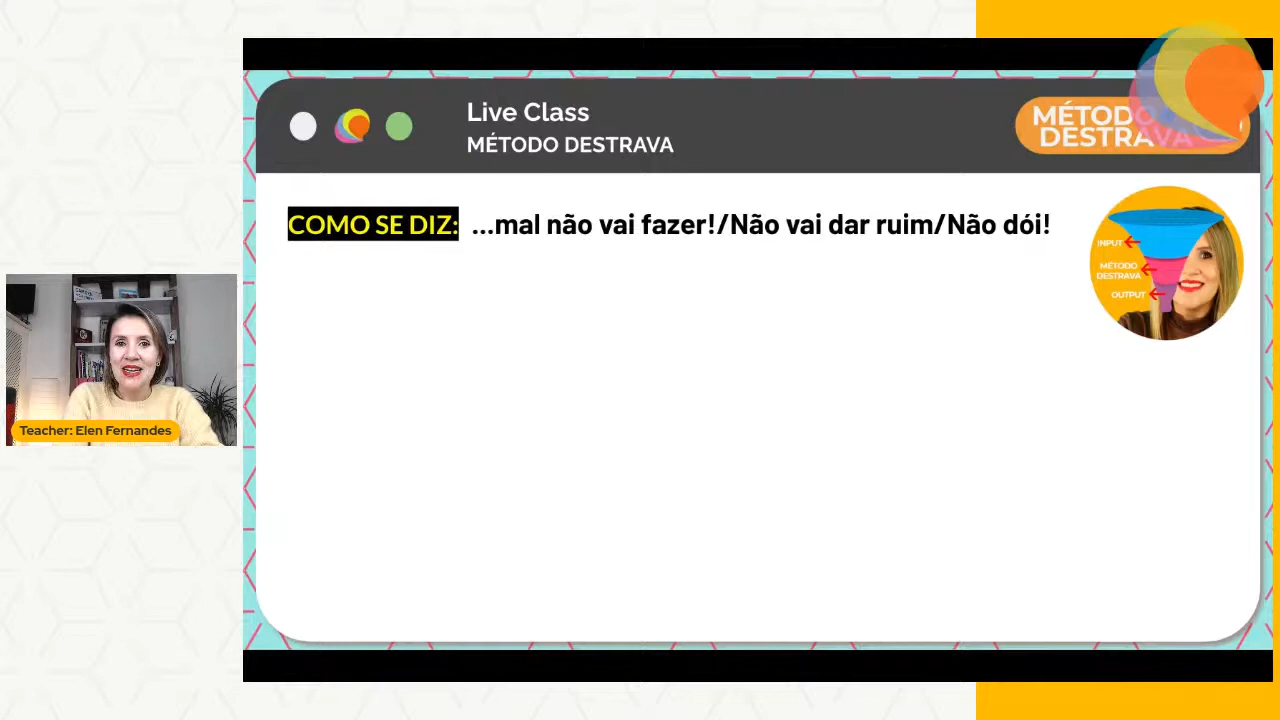 Live Class
MÉTODO DESTRAVA
MÉTODO
DESTRAVA
COMO SE DIZ: ...mal não vai fazer!/Não vai dar ruim/Não dói!
INPUT
MÉTODO
DESTRAVA
OUTPUT
Teacher: Elen Fernandes